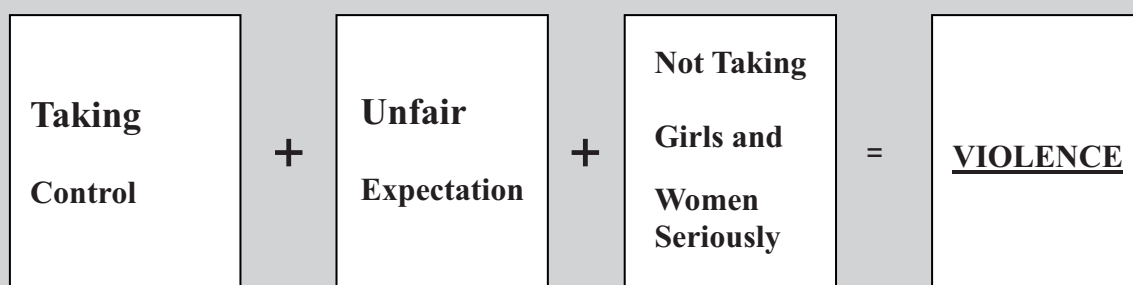 Taking
Control
+
Unfair
Expectation
+
Not Taking
Girls and
Women
Seriously
=
VIOLENCE